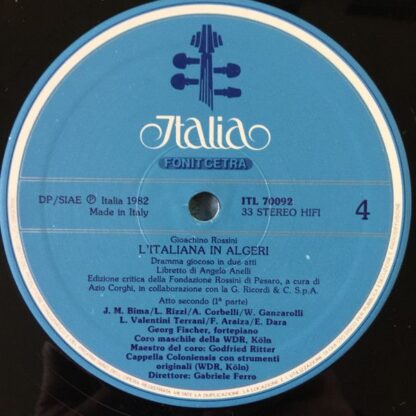 Italia
FONIT CETRA
DP/SIAE Ⓟ Italia 1982
Made in Italy
ITL 70092
33 STEREO HIFI
4
Gioachino Rossini
L'ITALIANA IN ALGERI
Dramma giocoso in due atti
Libretto di Angelo Anelli
Edizione critica della Fondazione Rossini di Pesaro, a cura di
Azio Corghi, in collaborazione con la G. Ricordi & C. S.p.A.
Atto secondo (1ª parte)
J. M. Bima/L. Rizzi/A. Corbelli/W. Ganzarolli
L. Valentini Terrani/F. Araiza/E. Dara
Georg Fischer, fortepiano
Coro maschile della WDR, Köln
Maestro del coro: Godfried Ritter
Cappella Coloniensis con strumenti
originali (WDR, Köln)
Direttore: Gabriele Ferro